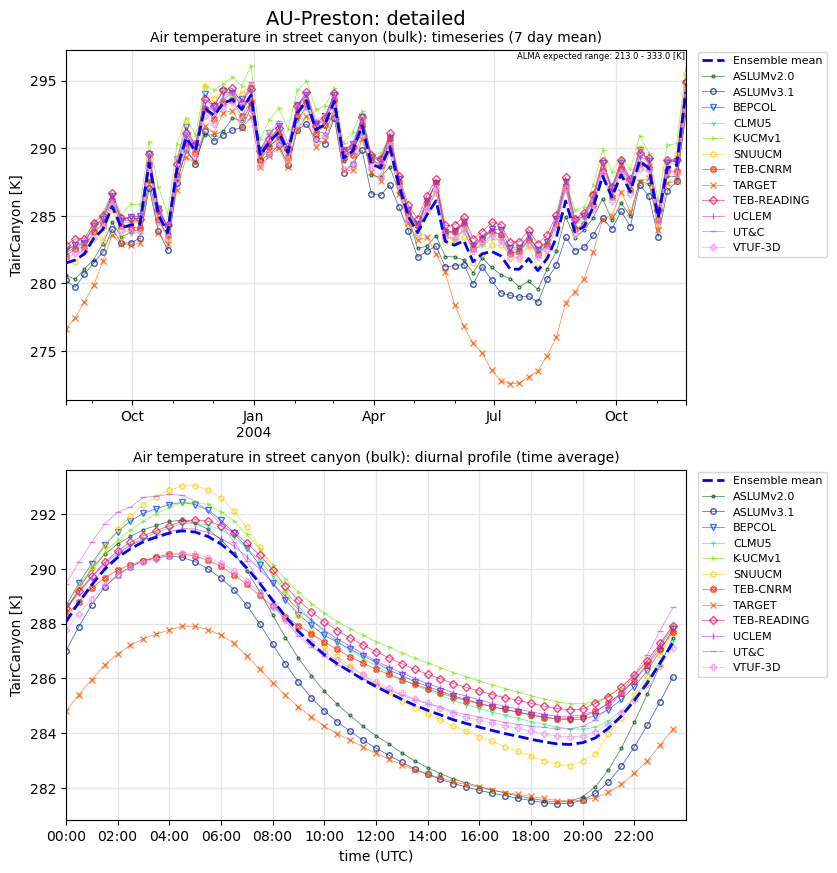 AU-Preston: detailed
Air temperature in street canyon (bulk): timeseries (7 day mean)
ALMA expected range: 213.0 - 333.0 [K]
TairCanyon [K]
295
290
285
280
275
Oct
Jan
2004
Apr
Jul
Oct
Ensemble mean
ASLUMv2.0
ASLUMv3.1
BEPCOL
CLMU5
K-UCMv1
SNUUCM
TEB-CNRM
TARGET
TEB-READING
UCLEM
UT&C
VTUF-3D
Air temperature in street canyon (bulk): diurnal profile (time average)
TairCanyon [K]
292
290
288
286
284
282
00:00
02:00
04:00
06:00
08:00
10:00
12:00
14:00
16:00
18:00
20:00
22:00
time (UTC)
Ensemble mean
ASLUMv2.0
ASLUMv3.1
BEPCOL
CLMU5
K-UCMv1
SNUUCM
TEB-CNRM
TARGET
TEB-READING
UCLEM
UT&C
VTUF-3D